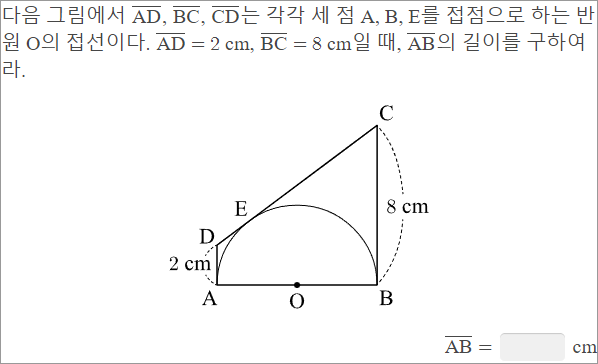 다음 그림에서 AD, BC, CD는 각각 세 점 A, B, E를 접점으로 하는 반
원 O의 접선이다. AD = 2 cm, BC = 8 cm일 때, AB의 길이를 구하여
라.
C
E
8 cm
D
2 cm
A
O
B
AB = cm